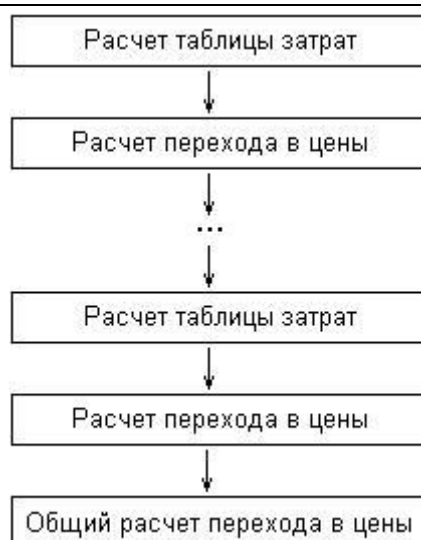 Расчет таблицы затрат
Расчет перехода в цены
...
Расчет таблицы затрат
Расчет перехода в цены
Общий расчет перехода в цены